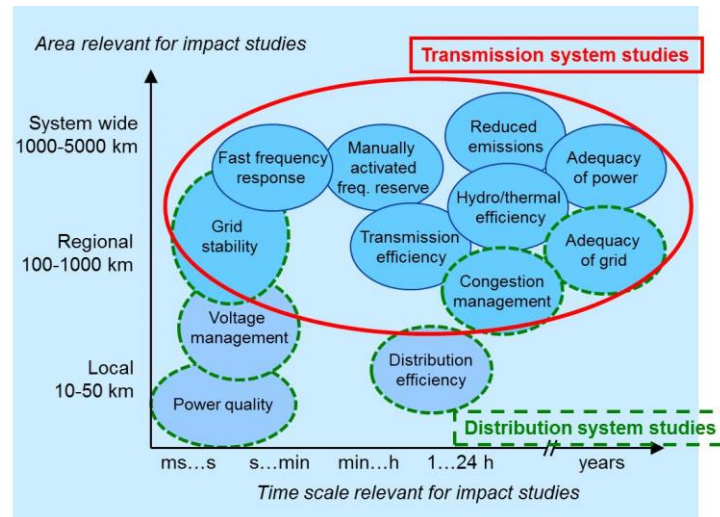 Area relevant for impact studies
Transmission system studies
System wide
1000-5000 km
Regional
100-1000 km
Local
10-50 km
Fast frequency
response
Manually
activated
freq. reserve
Reduced
emissions
Adequacy
of power
Hydro/thermal
efficiency
Grid
stability
Transmission
efficiency
Adequacy
of grid
Congestion
management
Voltage
management
Distribution
efficiency
Power quality
Distribution system studies
ms...s
s...min
min...h
1...24 h
years
Time scale relevant for impact studies